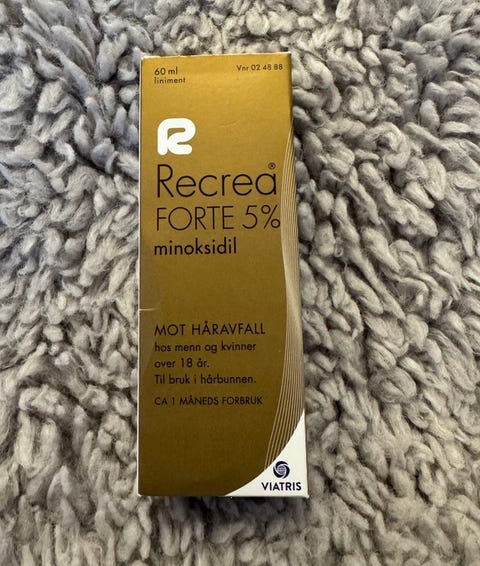 60 ml
liniment
Vnr 02 48 88
R
Recrea®
FORTE 5%
minoksidil
MOT HÅRAVFALL
hos menn og kvinner
over 18 år.
Til bruk i hårbunnen.
CA 1 MÅNEDS FORBRUK
VIATRIS